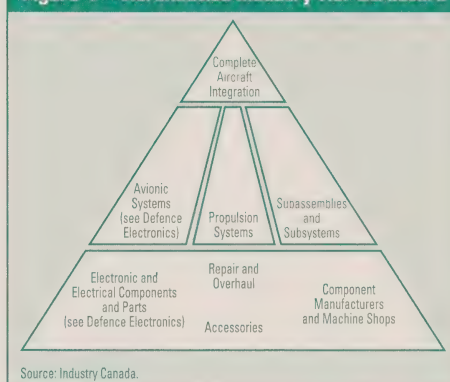 Complete
Aircraft
Integration
Avionic
Systems
(see Defence
Electronics)
Propulsion
Systems
Subassemblies
and
Subsystems
Electronic and
Electrical Components
and Parts
(see Defence Electronics)
Repair and
Overhaul
Accessories
Component
Manufacturers
and Machine Shops
Source: Industry Canada.